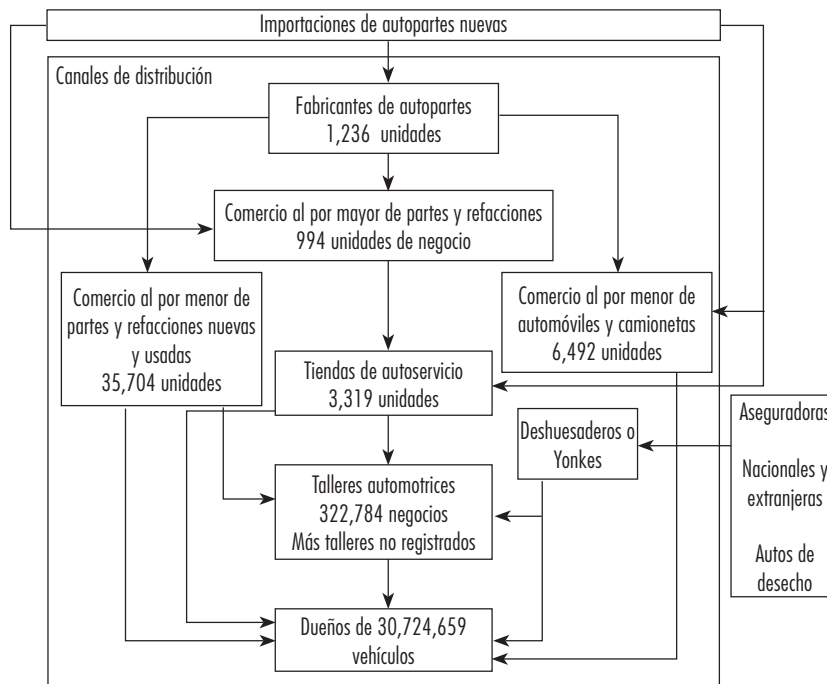 Importaciones de autopartes nuevas
Canales de distribución
Fabricantes de autopartes
1,236 unidades
Comercio al por mayor de partes y refacciones
994 unidades de negocio
Comercio al por menor de
partes y refacciones nuevas
y usadas
35,704 unidades
Comercio al por menor de
automóviles y camionetas
6,492 unidades
Tiendas de autoservicio
3,319 unidades
Deshuesaderos o
Yonkes
Aseguradoras
Nacionales y
extranjeras
Autos de
desecho
Talleres automotrices
322,784 negocios
Más talleres no registrados
Dueños de 30,724,659
vehículos